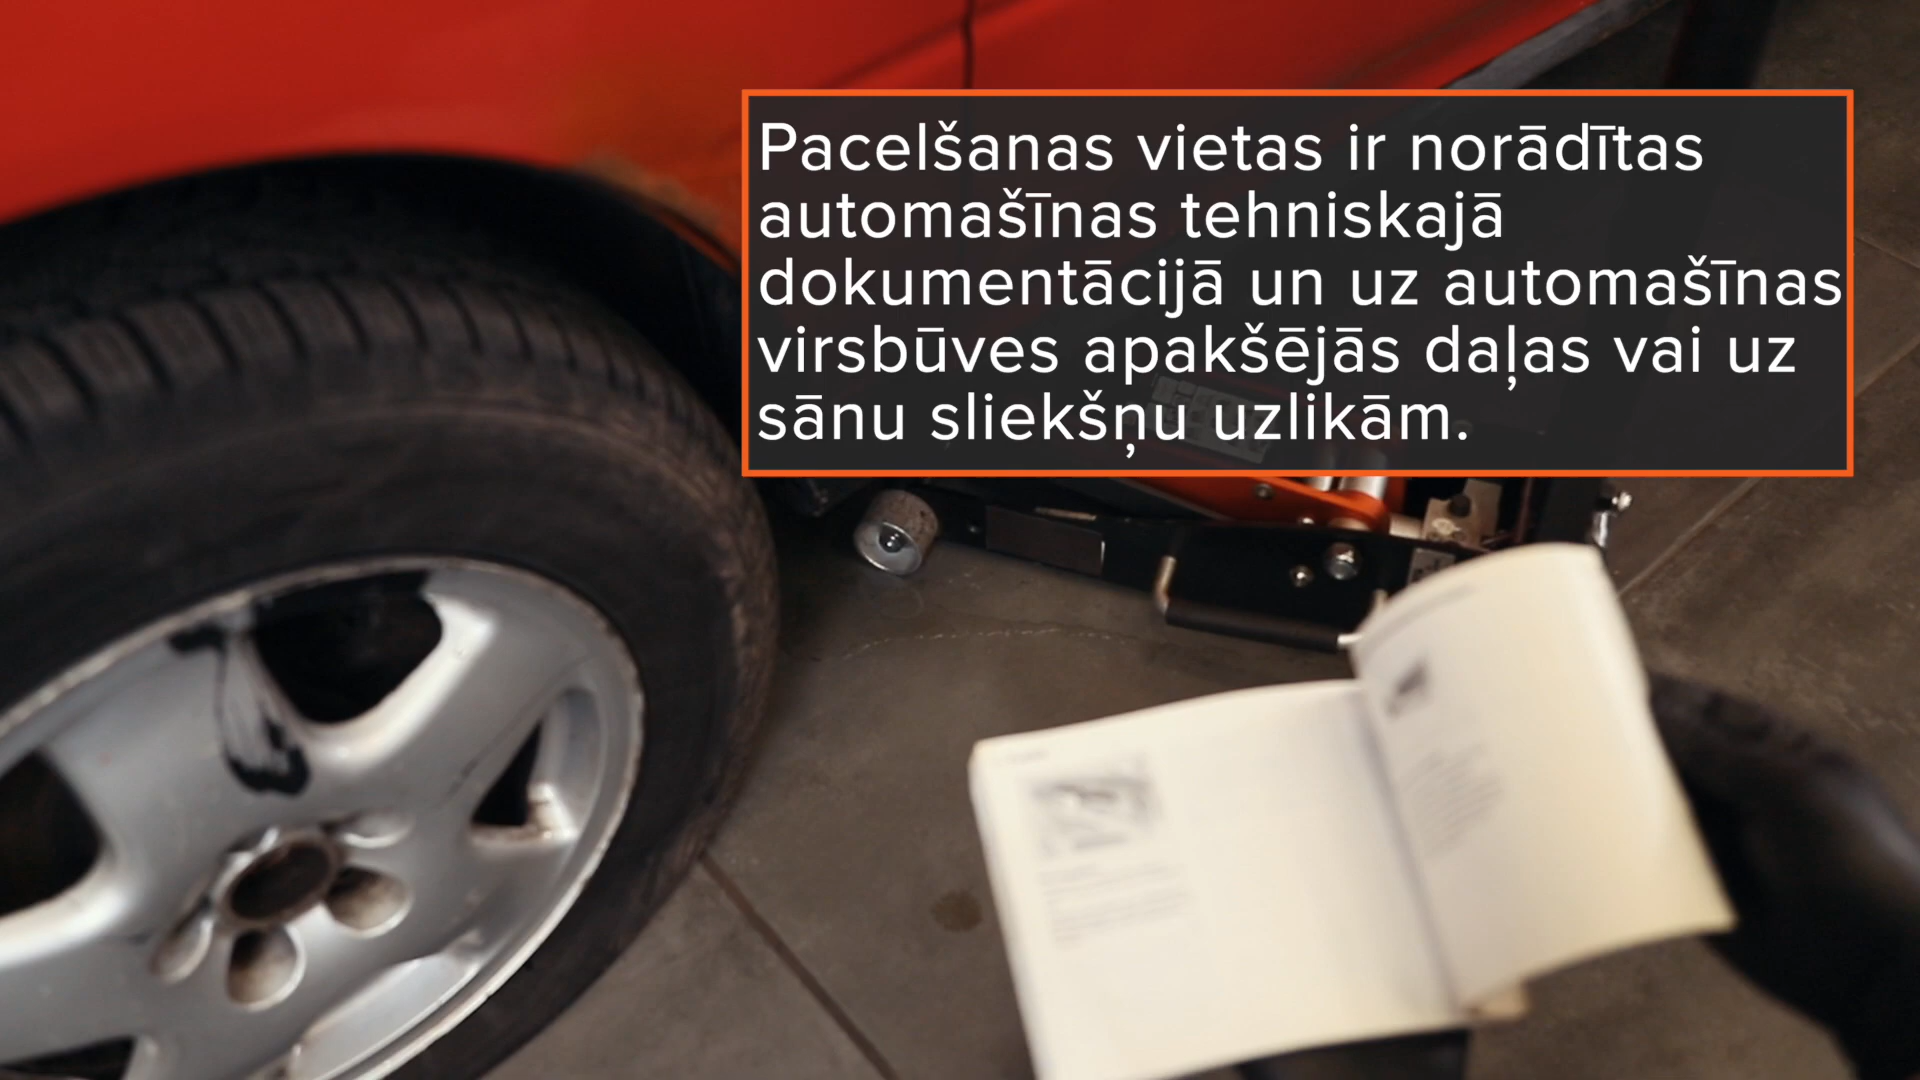 Pacelšanas vietas ir norādītas
automašīnas tehniskajā
dokumentācijā un uz automašīnas
virsbūves apakšējās daļas vai uz
sānu sliekšņu uzlikām.